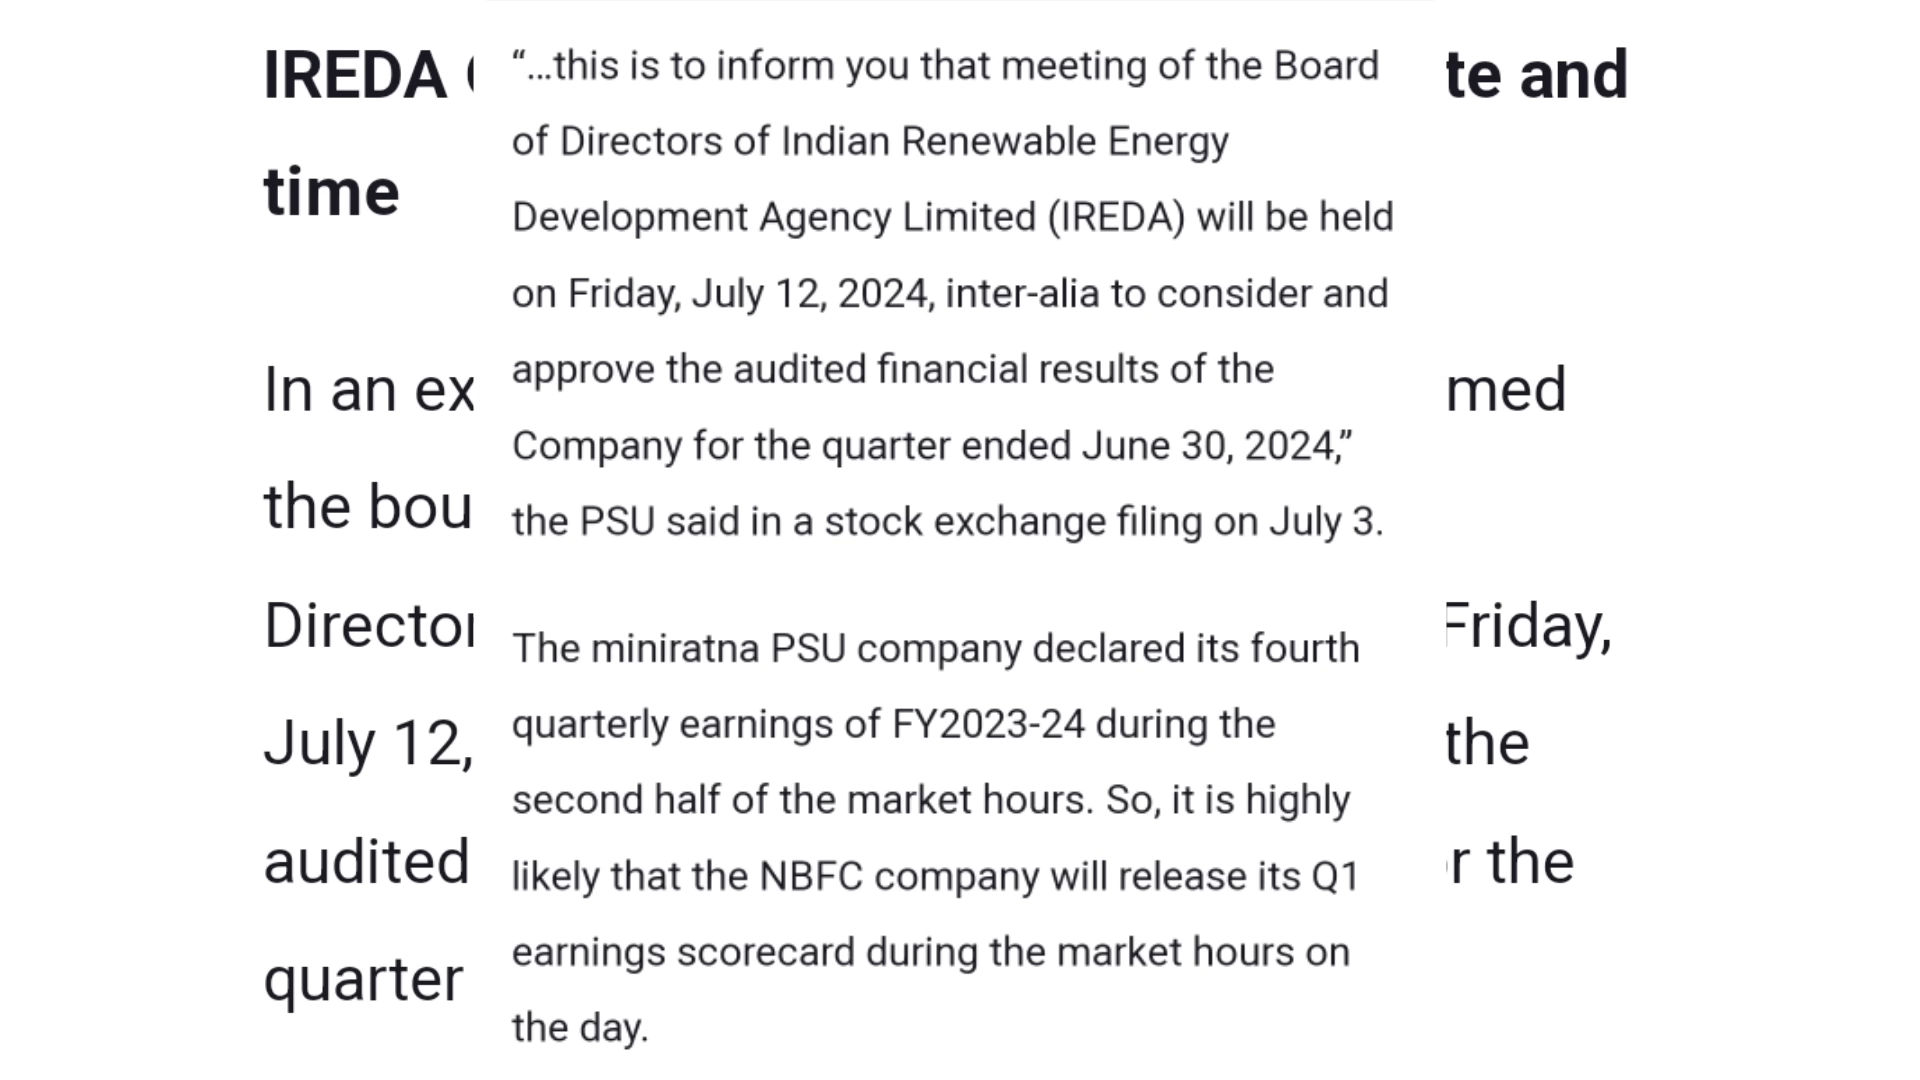 IREDA
te and
time
In an ex
med
the bou
Director
Friday,
July 12,
the
audited
r the
quarter
“...this is to inform you that meeting of the Board
of Directors of Indian Renewable Energy
Development Agency Limited (IREDA) will be held
on Friday, July 12, 2024, inter-alia to consider and
approve the audited financial results of the
Company for the quarter ended June 30, 2024,”
the PSU said in a stock exchange filing on July 3.
The miniratna PSU company declared its fourth
quarterly earnings of FY2023-24 during the
second half of the market hours. So, it is highly
likely that the NBFC company will release its Q1
earnings scorecard during the market hours on
the day.